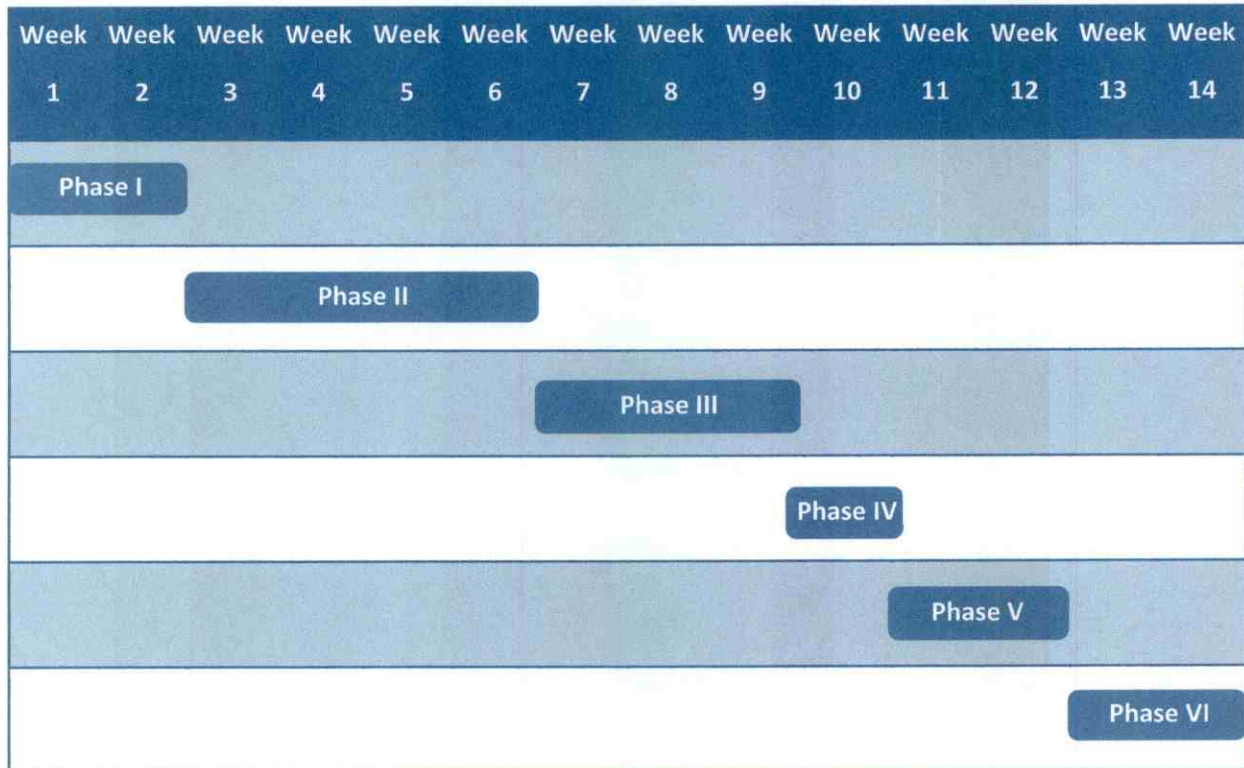 Week Week Week Week Week Week Week Week Week Week Week Week Week Week
1 2 3 4 5 6 7 8 9 10 11 12 13 14
Phase I
Phase II
Phase III
Phase IV
Phase V
Phase VI